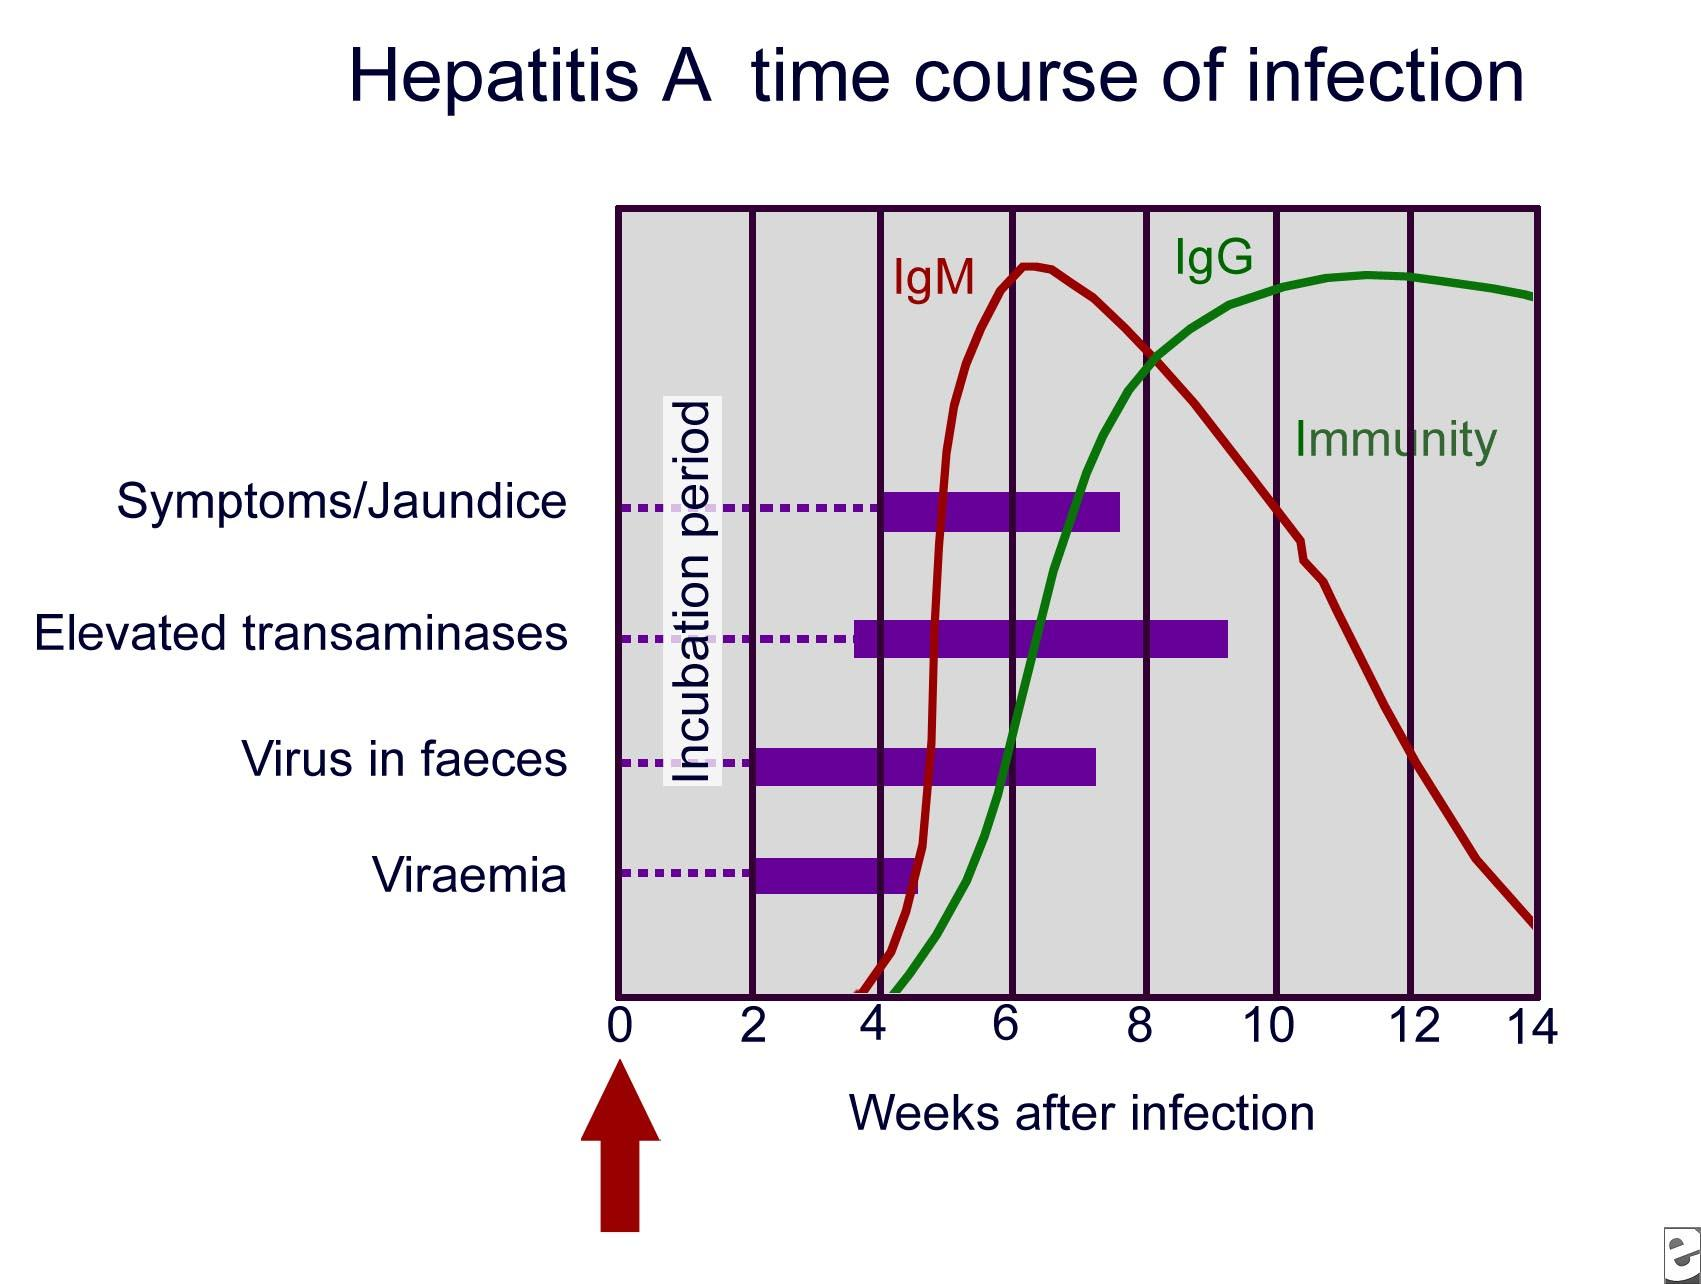 Hepatitis A time course of infection
IgM
IgG
Immunity
Incubation period
Symptoms/Jaundice
Elevated transaminases
Virus in faeces
Viraemia
0 2 4 6 8 10 12 14
Weeks after infection
e